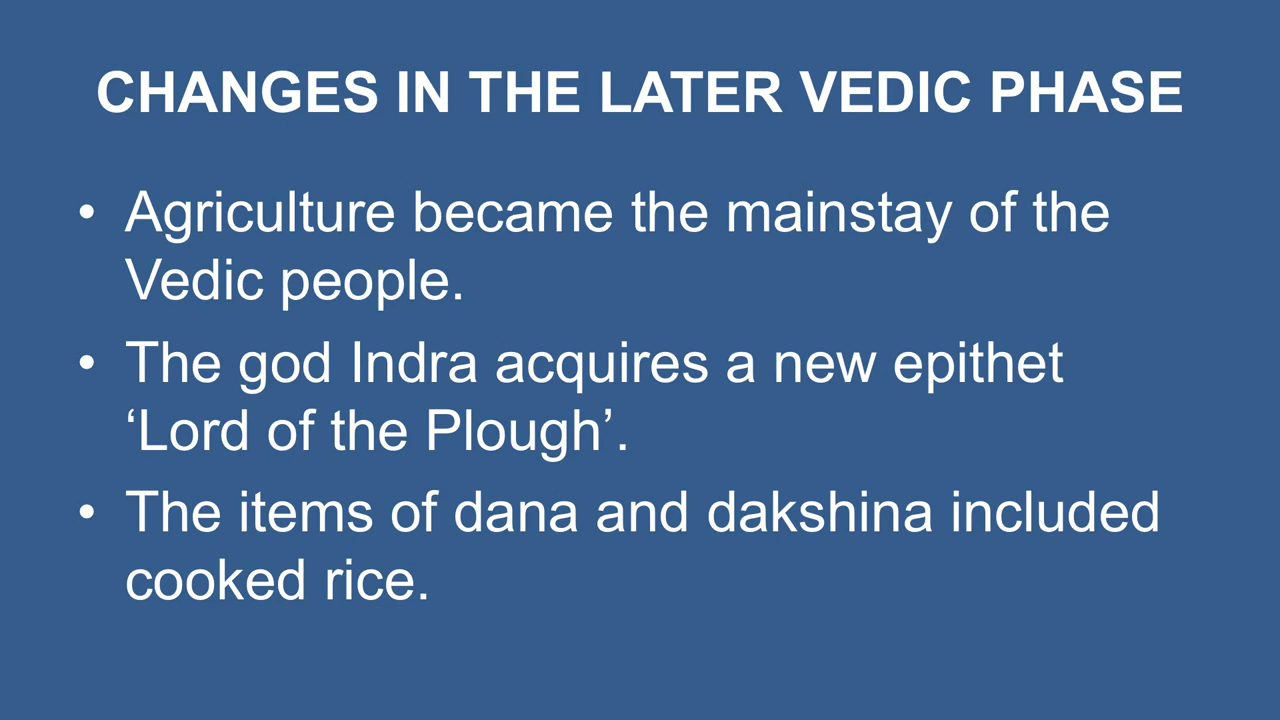 CHANGES IN THE LATER VEDIC PHASE
• Agriculture became the mainstay of the
Vedic people.
• The god Indra acquires a new epithet
‘Lord of the Plough’.
• The items of dana and dakshina included
cooked rice.